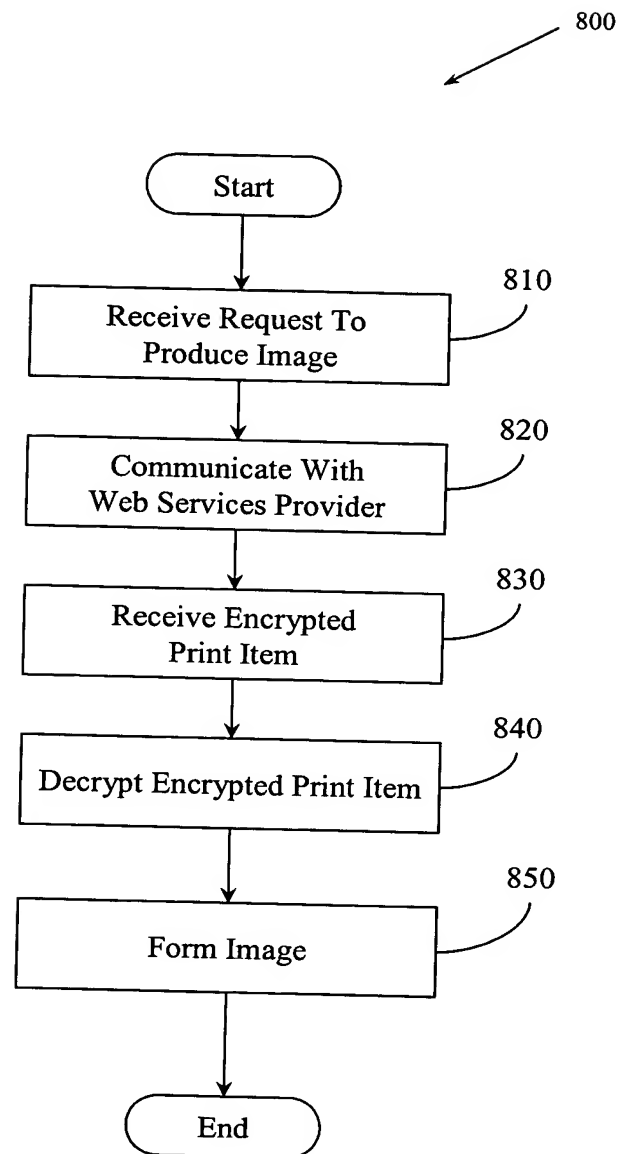 800
Start
810
Receive Request To
Produce Image
820
Communicate With
Web Services Provider
830
Receive Encrypted
Print Item
840
Decrypt Encrypted Print Item
850
Form Image
End